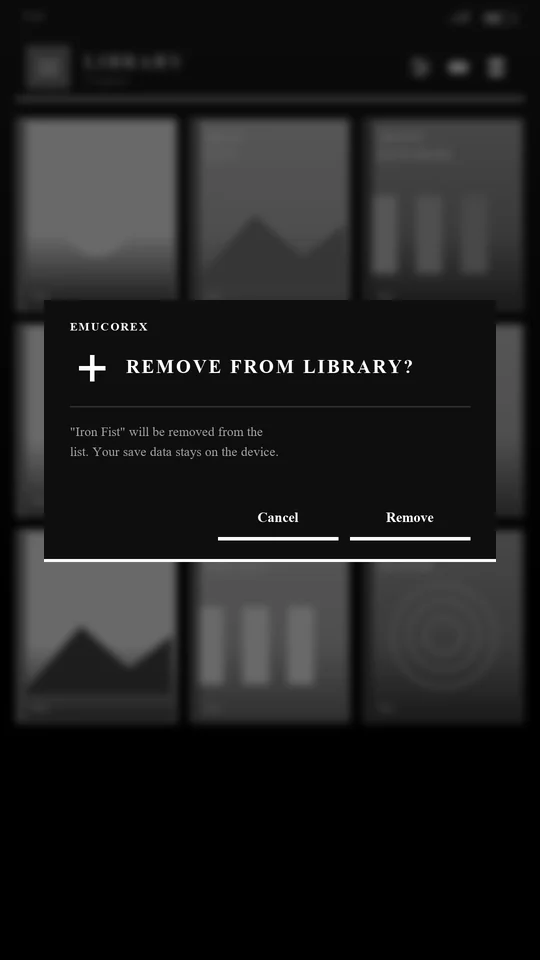 LIBRARY
EMUCOREX
REMOVE FROM LIBRARY?
"Iron Fist" will be removed from the
list. Your save data stays on the device.
Cancel
Remove